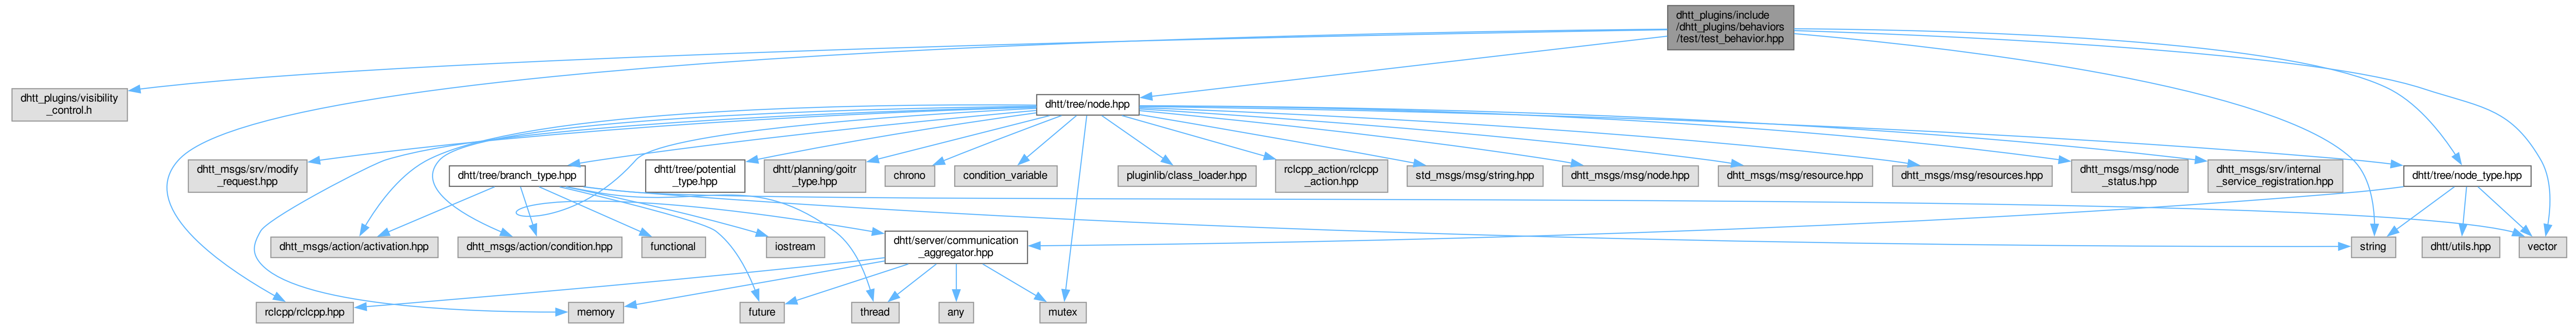 dhtt_plugins/include
/dhtt_plugins/behaviors
/test/test_behavior.hpp
dhtt_plugins/visibility
_control.h
dhtt/tree/node.hpp
dhtt_msgs/srv/modify
_request.hpp
dhtt/tree/branch_type.hpp
dhtt/tree/potential
_type.hpp
dhtt/planning/goitr
_type.hpp
chrono
condition_variable
pluginlib/class_loader.hpp
rclcpp_action/rclcpp
_action.hpp
std_msgs/msg/string.hpp
dhtt_msgs/msg/node.hpp
dhtt_msgs/msg/resource.hpp
dhtt_msgs/msg/resources.hpp
dhtt_msgs/msg/node
_status.hpp
dhtt_msgs/srv/internal
_service_registration.hpp
dhtt/tree/node_type.hpp
dhtt_msgs/action/activation.hpp
dhtt_msgs/action/condition.hpp
functional
iostream
dhtt/server/communication
_aggregator.hpp
string
dhtt/utils.hpp
vector
rclcpp/rclcpp.hpp
memory
future
thread
any
mutex